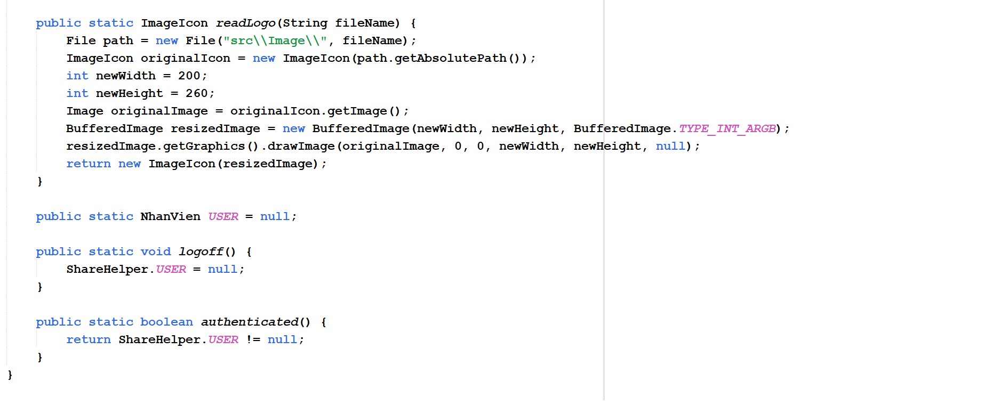 public static ImageIcon readLogo(String fileName) {
File path = new File("src\\Image\\", fileName);
ImageIcon originalIcon = new ImageIcon(path.getAbsolutePath());
int newWidth = 200;
int newHeight = 260;
Image originalImage = originalIcon.getImage();
BufferedImage resizedImage = new BufferedImage(newWidth, newHeight, BufferedImage.TYPE_INT_ARGB);
resizedImage.getGraphics().drawImage(originalImage, 0, 0, newWidth, newHeight, null);
return new ImageIcon(resizedImage);
}
public static NhanVien USER = null;
public static void logoff() {
ShareHelper.USER = null;
}
public static boolean authenticated() {
return ShareHelper.USER != null;
}
}